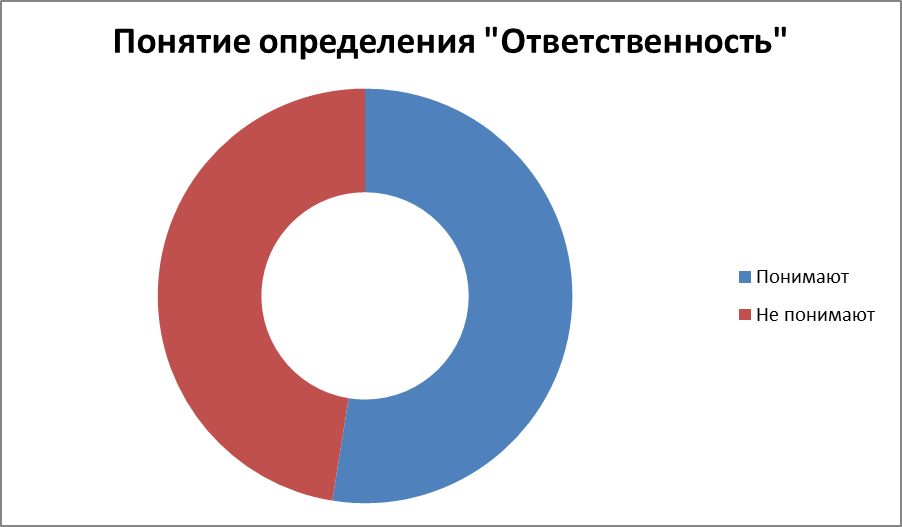 Понятие определения "Ответственность"
Понимают
Не понимают